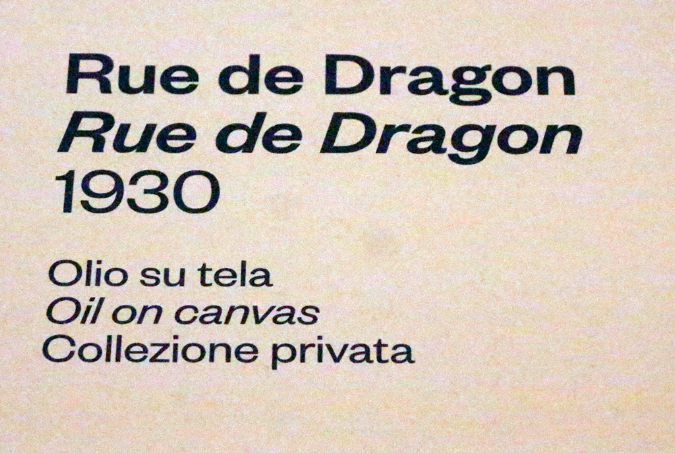 Rue de Dragon
Rue de Dragon
1930
Olio su tela
Oil on canvas
Collezione privata